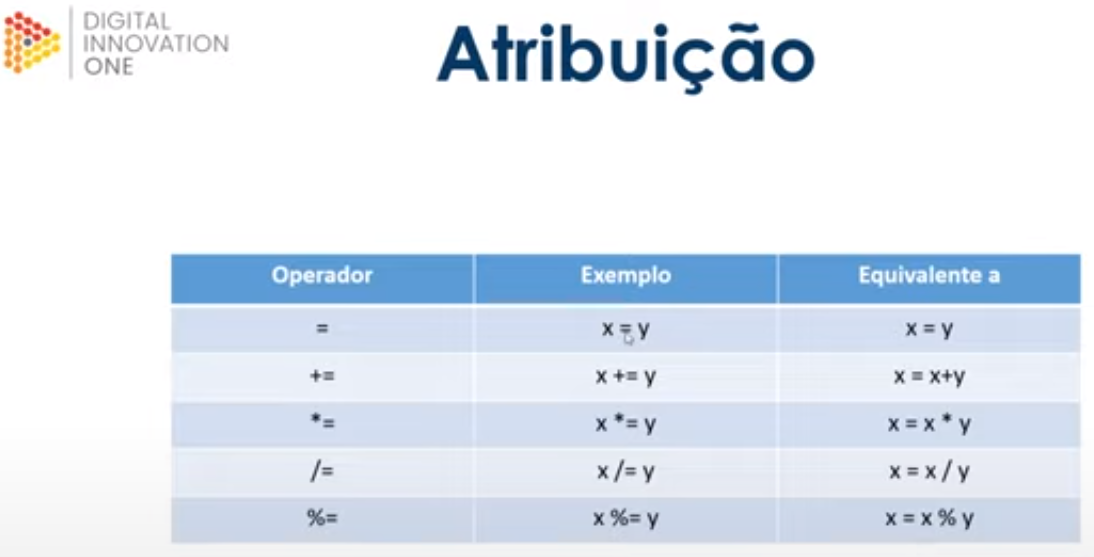 DIGITAL
INNOVATION
ONE
Atribuição
Operador Exemplo Equivalente a
= x = y x = y
+= x += y x = x+y
*= x *= y x = x * y
/= x /= y x = x / y
%= x %= y x = x % y